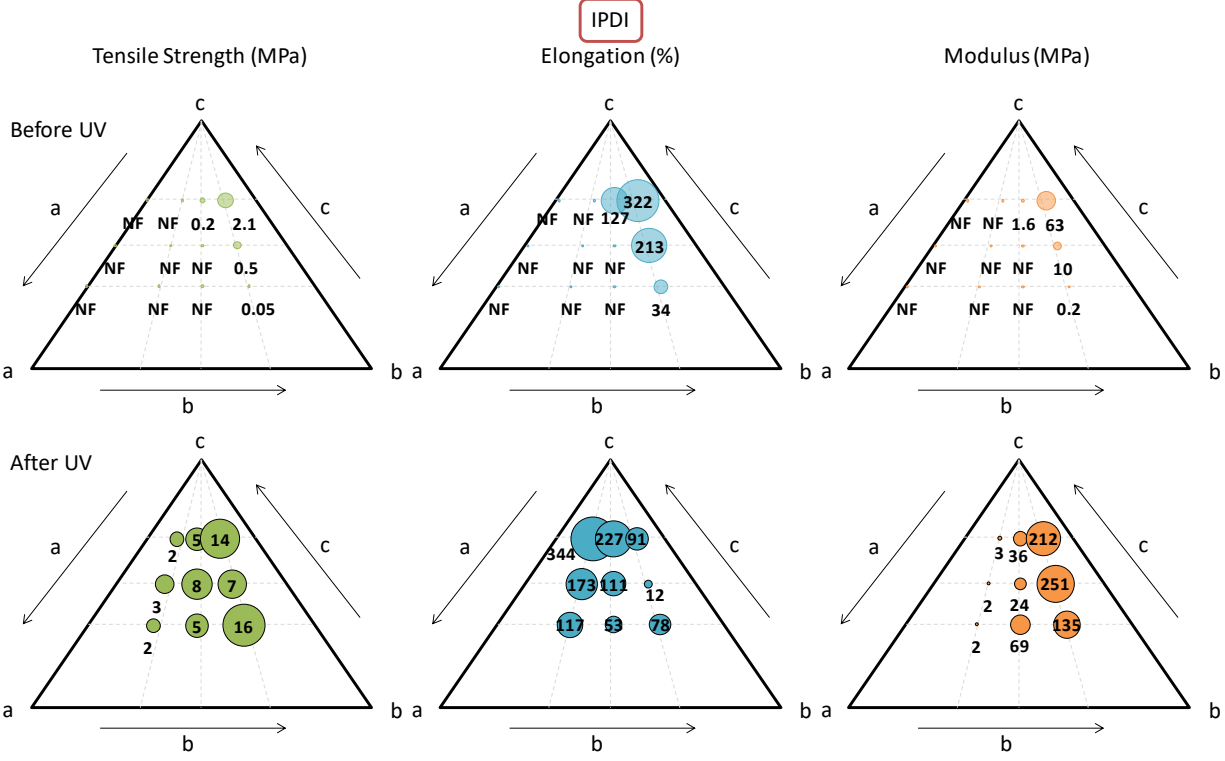 IPDI
Tensile Strength (MPa) Elongation (%) Modulus (MPa)
Before UV
c c c
a c a c a c
NF NF 0.2 2.1 NF NF 127 322 NF NF 1.6 63
NF NF NF 0.5 NF NF NF 213 NF NF NF 10
NF NF NF 0.05 NF NF NF 34 NF NF NF 0.2
a b a b a b
b b b
After UV
c c c
a c a c a c
2 5 14 344 227 91 3 36 212
3 8 7 173 111 12 2 24 251
2 5 16 117 53 78 2 69 135
a b a b a b
b b b